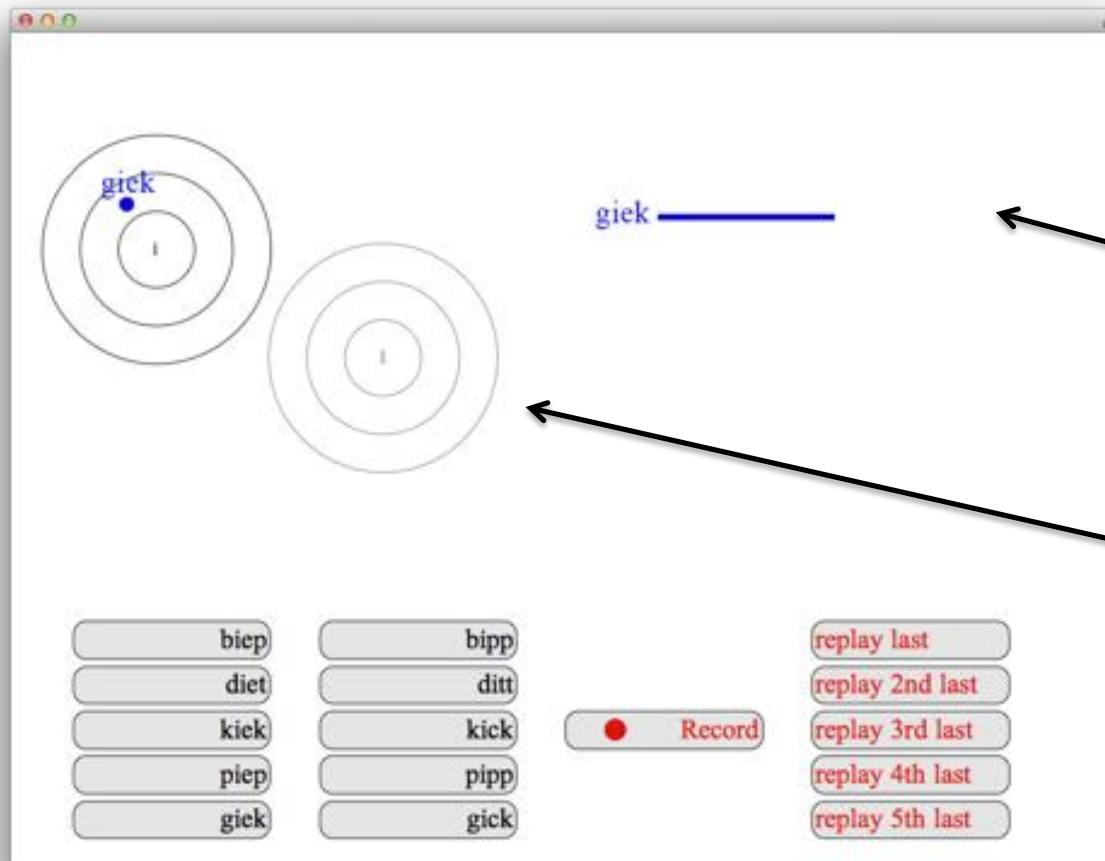 giek
giek
I
I
biep
bipp
replay last
diet
ditt
replay 2nd last
kiek
kick
Record
replay 3rd last
piep
pipp
replay 4th last
giek
gick
replay 5th last